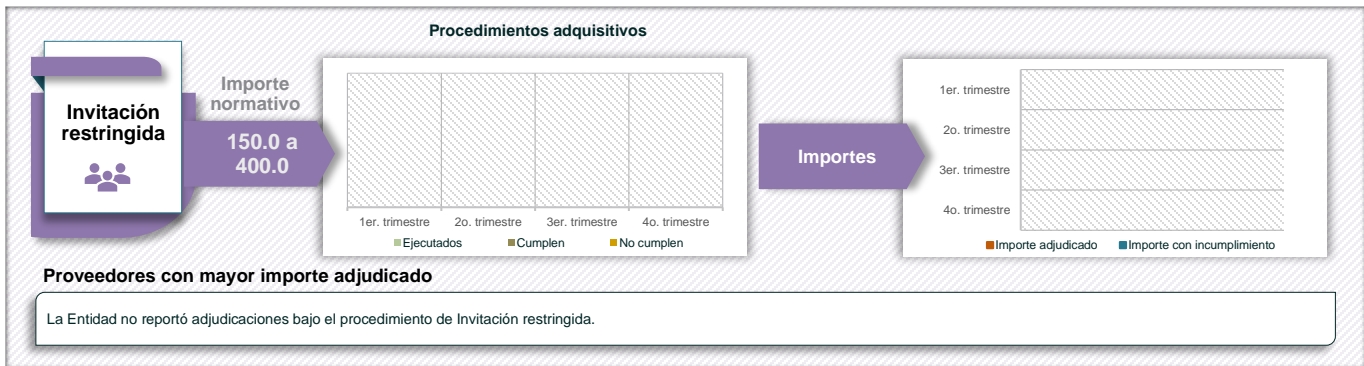 Procedimientos adquisitivos
Invitación
restringida
Importe
normativo
150.0 a
400.0
1er. trimestre 2o. trimestre 3er. trimestre 4o. trimestre
Ejecutados Cumplen No cumplen
Importes
1er. trimestre
2o. trimestre
3er. trimestre
4o. trimestre
Importe adjudicado Importe con incumplimiento
Proveedores con mayor importe adjudicado
La Entidad no reportó adjudicaciones bajo el procedimiento de Invitación restringida.